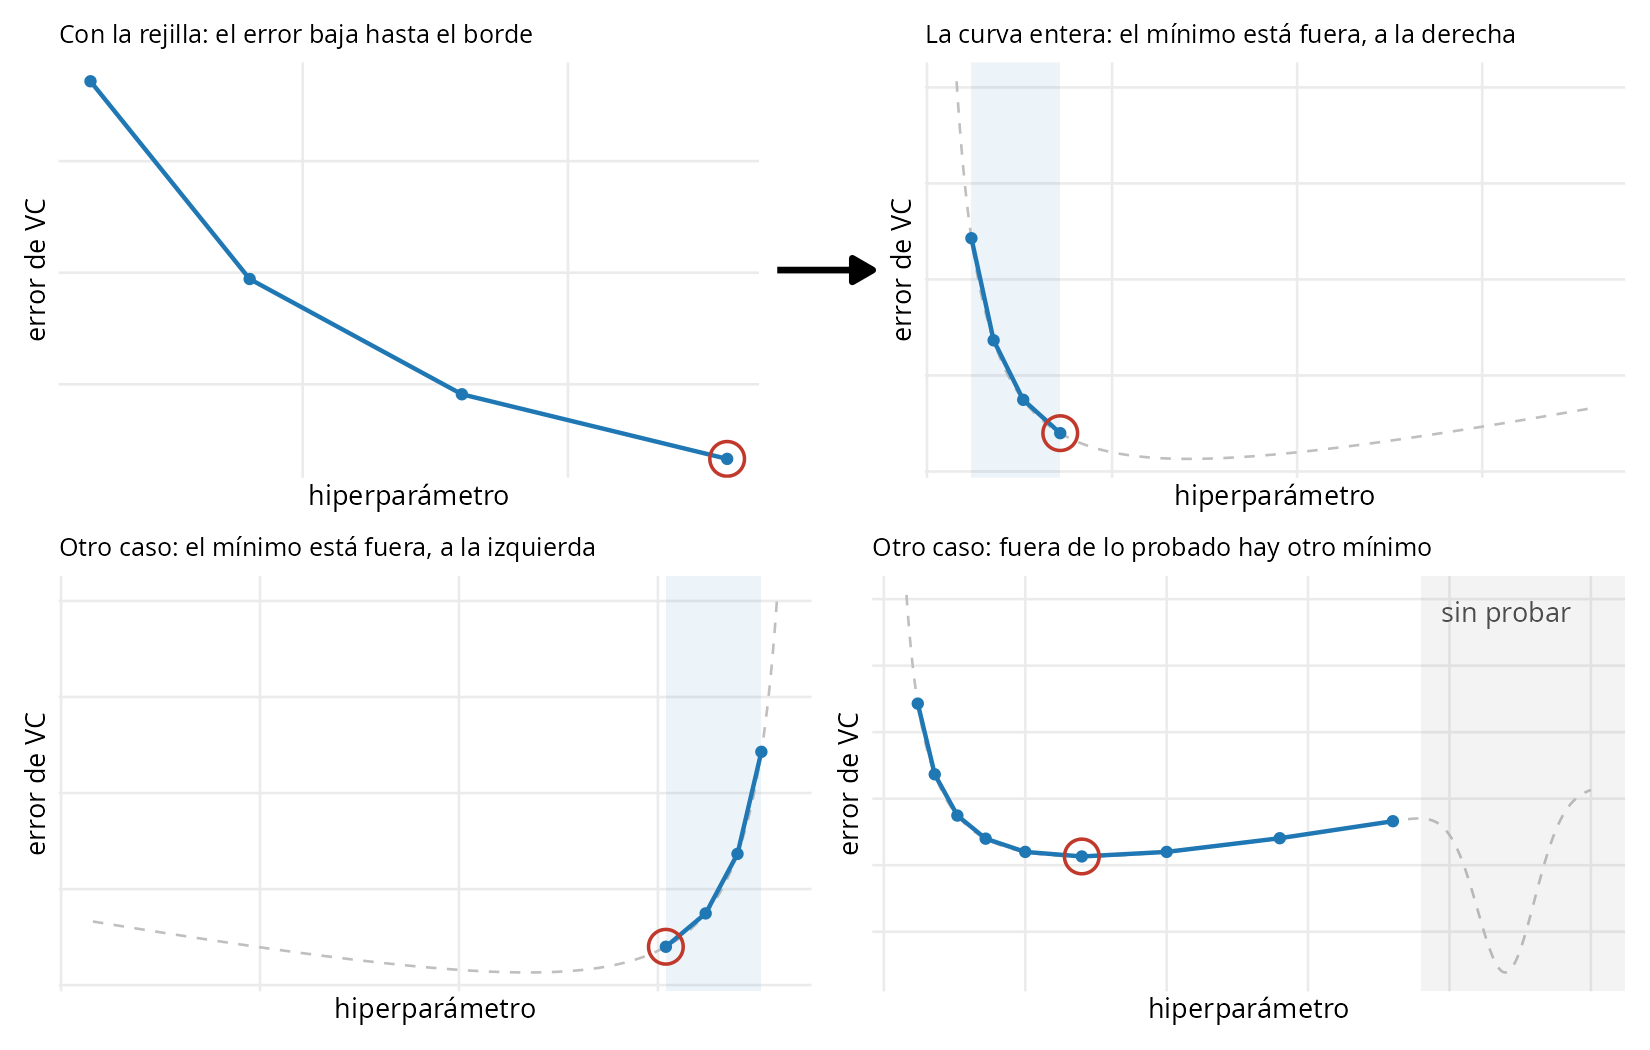 Con la rejilla: el error baja hasta el borde
error de VC
hiperparámetro
La curva entera: el mínimo está fuera, a la derecha
error de VC
hiperparámetro
Otro caso: el mínimo está fuera, a la izquierda
error de VC
hiperparámetro
Otro caso: fuera de lo probado hay otro mínimo
sin probar
error de VC
hiperparámetro